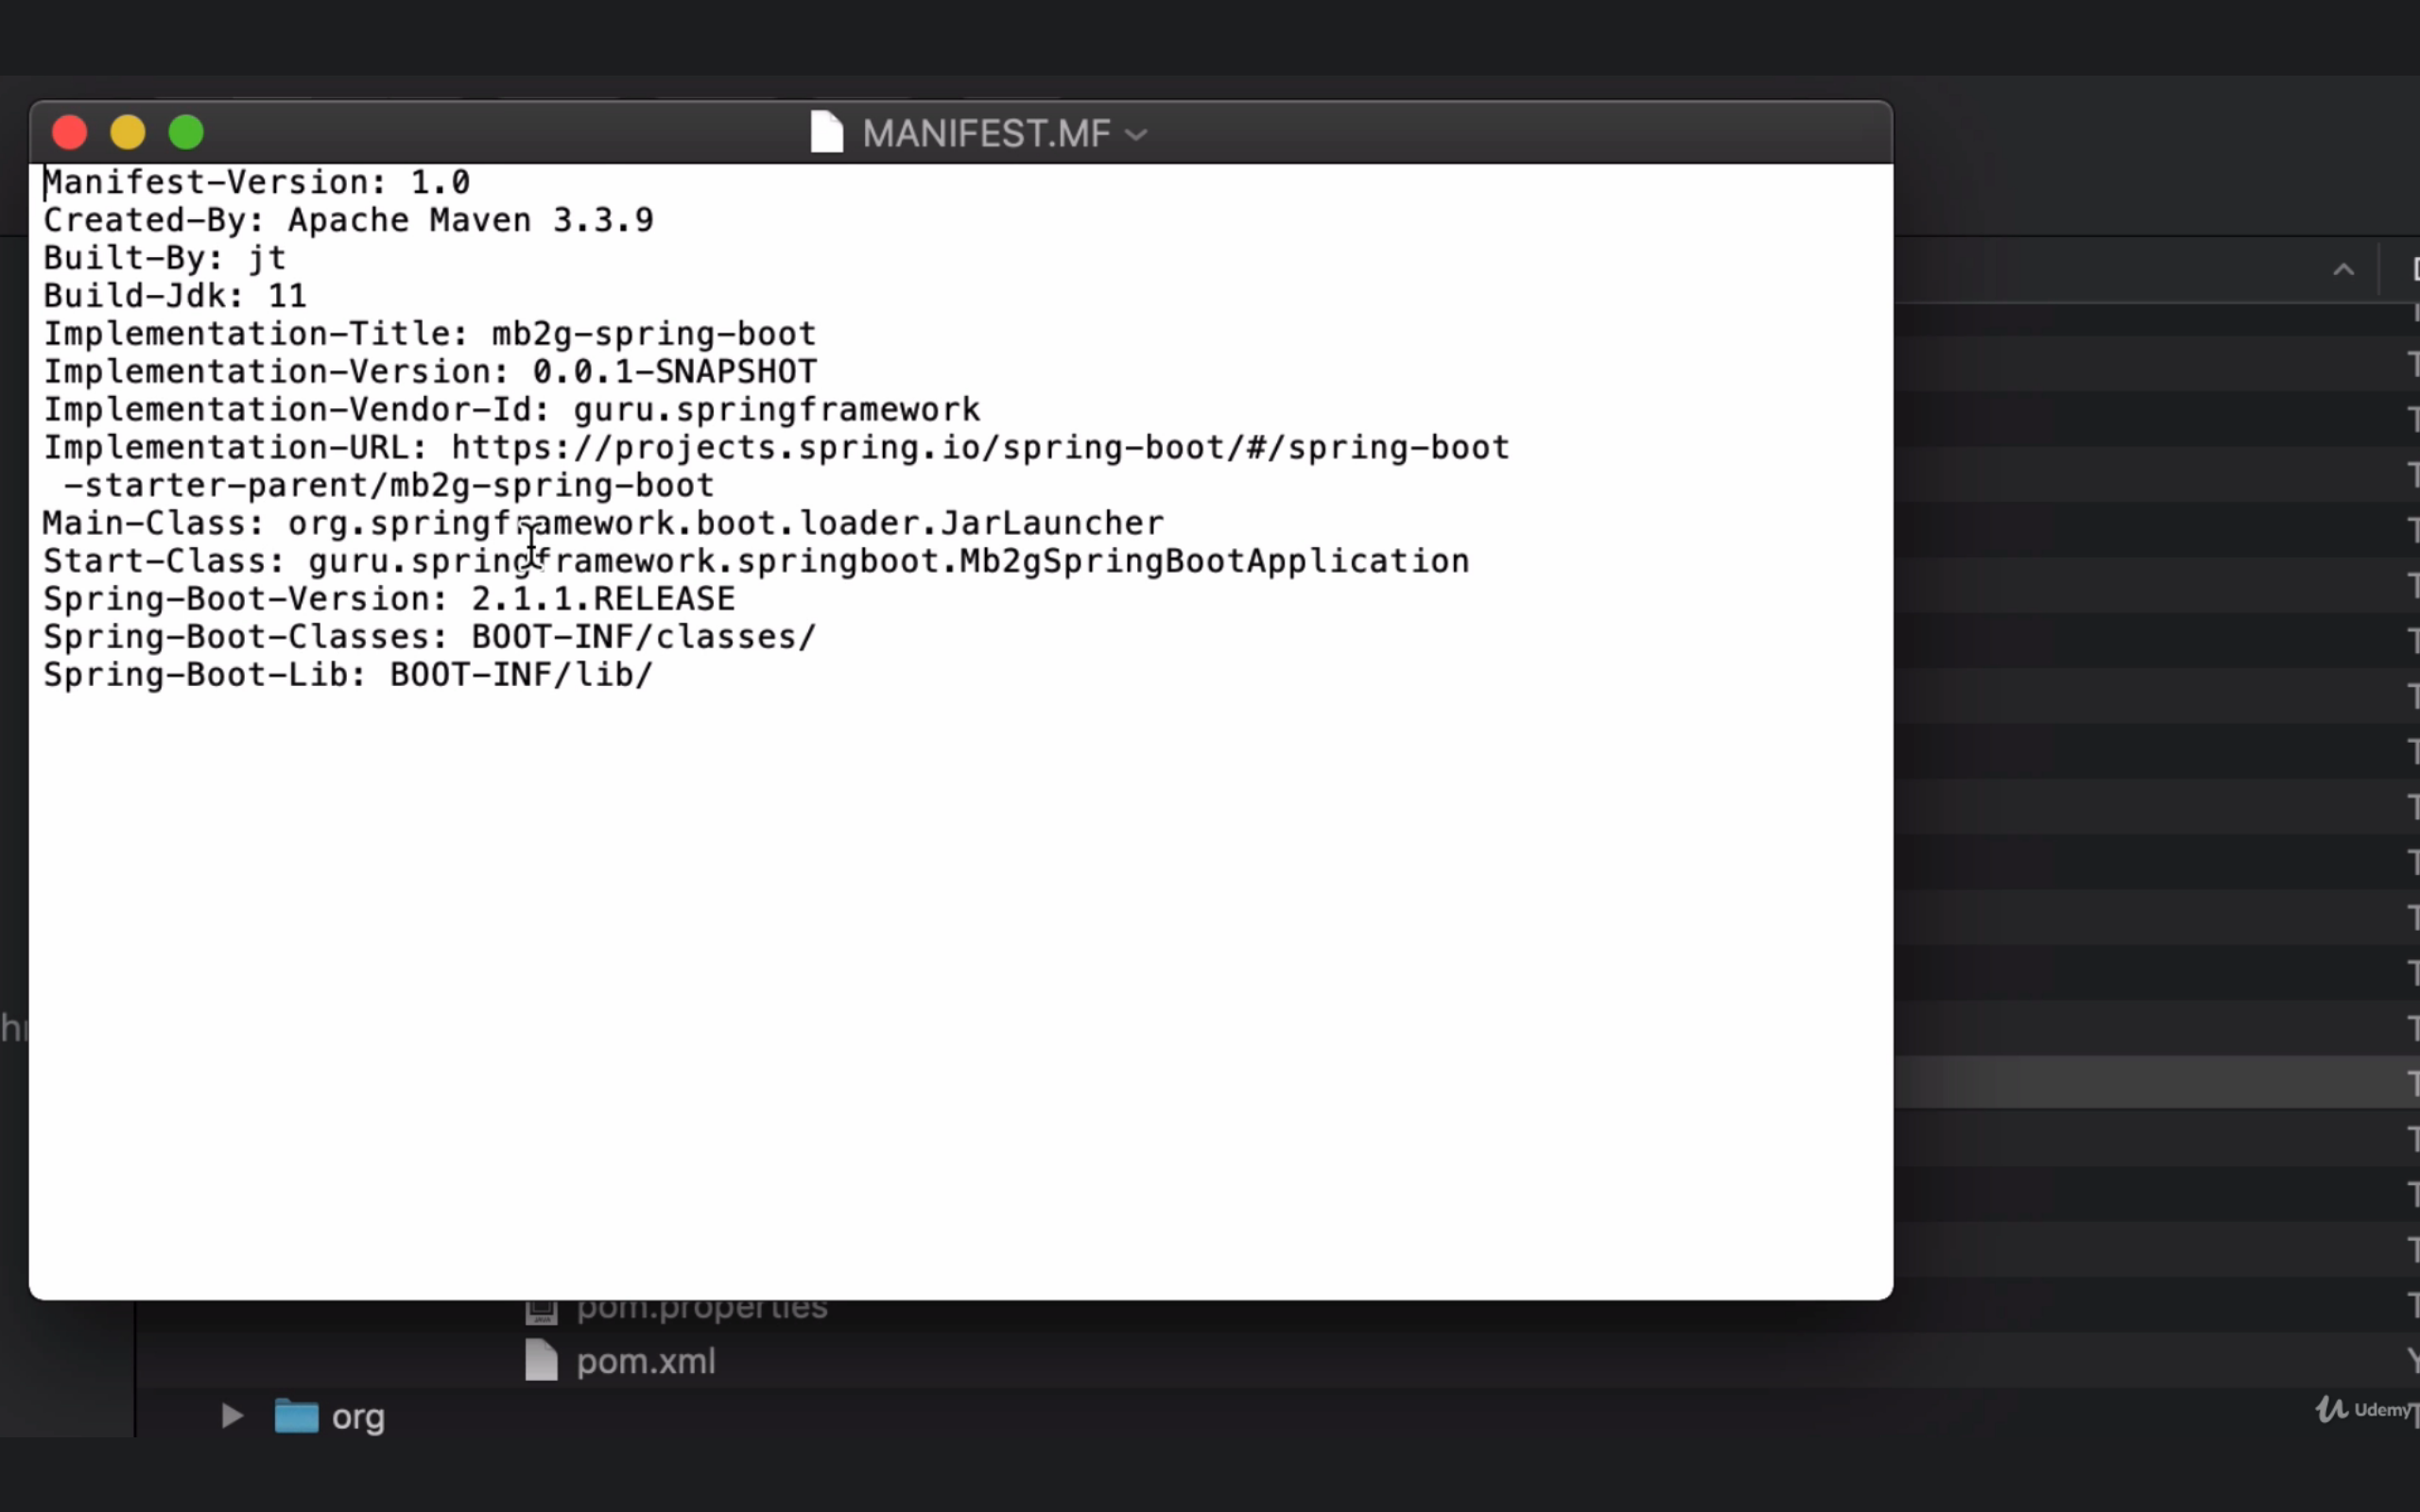 MANIFEST.MF
Manifest-Version: 1.0
Created-By: Apache Maven 3.3.9
Built-By: jt
Build-Jdk: 11
Implementation-Title: mb2g-spring-boot
Implementation-Version: 0.0.1-SNAPSHOT
Implementation-Vendor-Id: guru.springframework
Implementation-URL: https://projects.spring.io/spring-boot/#/spring-boot
 -starter-parent/mb2g-spring-boot
Main-Class: org.springframework.boot.loader.JarLauncher
Start-Class: guru.springframework.springboot.Mb2gSpringBootApplication
Spring-Boot-Version: 2.1.1.RELEASE
Spring-Boot-Classes: BOOT-INF/classes/
Spring-Boot-Lib: BOOT-INF/lib/
pom.properties
pom.xml
org
Udemy